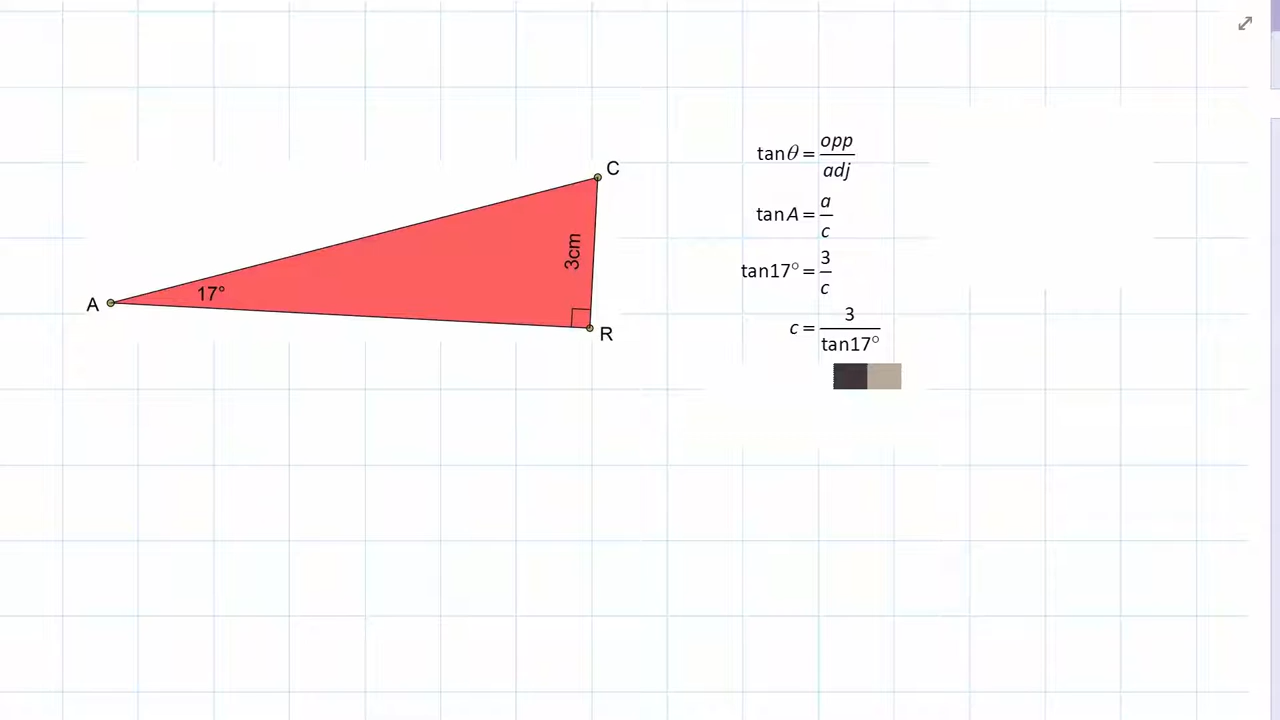 C
3cm
17°
A
R
tanθ = opp/adj
tanA = a/c
tan17° = 3/c
c = 3/tan17°